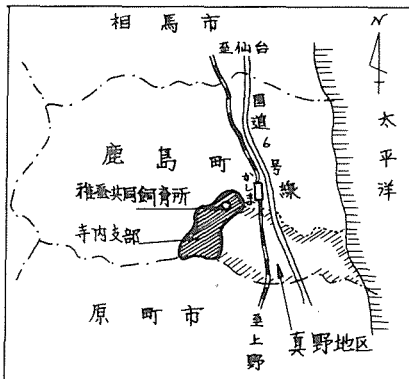 相馬市
至仙台
N
国道6号線
太平洋
鹿島町
かしま
稚蚕共同飼育所
寺内支部
原町市
至上野
真野地区